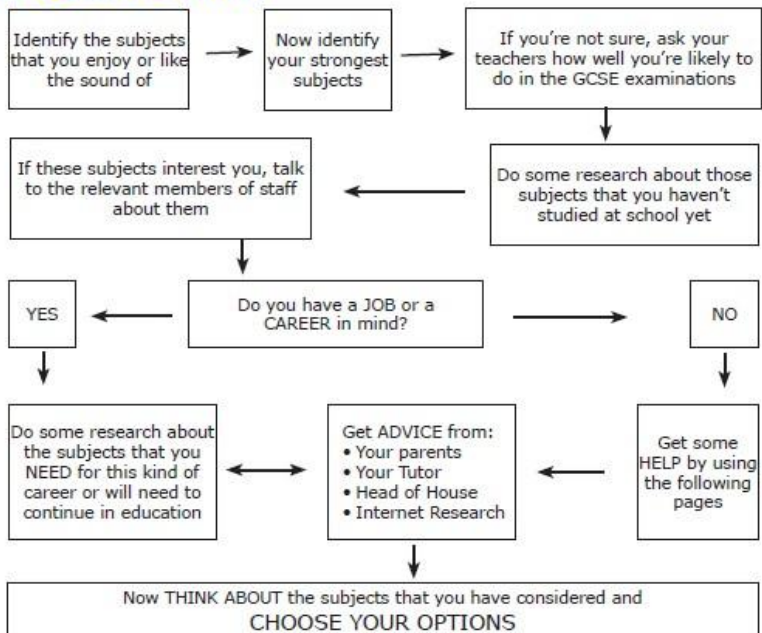 Identify the subjects
that you enjoy or like
the sound of
Now identify
your strongest
subjects
If you're not sure, ask your
teachers how well you're likely to
do in the GCSE examinations
If these subjects interest you, talk
to the relevant members of staff
about them
Do some research about those
subjects that you haven't
studied at school yet
YES
Do you have a JOB or a
CAREER in mind?
NO
Do some research about
the subjects that you
NEED for this kind of
career or will need to
continue in education
Get ADVICE from:
• Your parents
• Your Tutor
• Head of House
• Internet Research
Get some
HELP by using
the following
pages
Now THINK ABOUT the subjects that you have considered and
CHOOSE YOUR OPTIONS